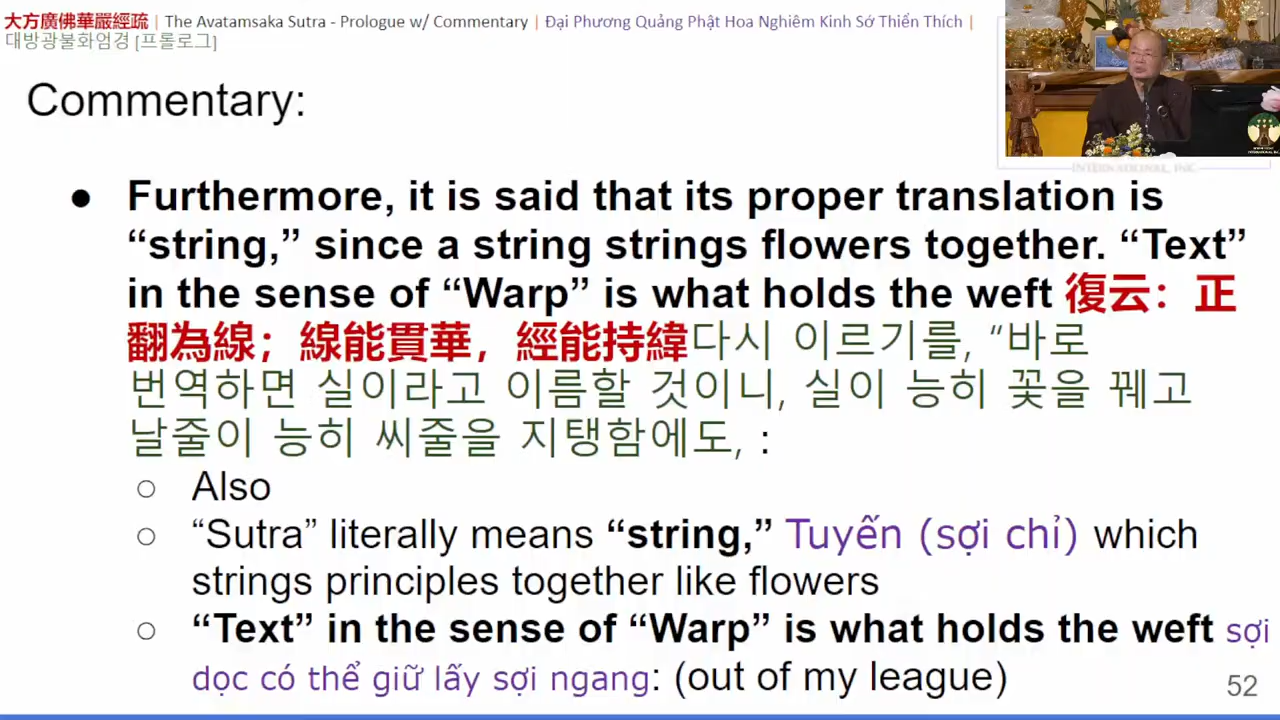 大方廣佛華嚴經疏 | The Avatamsaka Sutra - Prologue w/ Commentary | Đại Phương Quảng Phật Hoa Nghiêm Kinh Sớ Thiển Thích |
대방광불화엄경 [프롤로그]
Commentary:
● Furthermore, it is said that its proper translation is
“string,” since a string strings flowers together. “Text”
in the sense of “Warp” is what holds the weft 復云：正
翻為線；線能貫華，經能持緯다시 이르기를, “바로
번역하면 실이라고 이름할 것이니, 실이 능히 꽃을 꿰고
날줄이 능히 씨줄을 지탱함에도, :
○ Also
○ “Sutra” literally means “string,” Tuyến (sợi chỉ) which
strings principles together like flowers
○ “Text” in the sense of “Warp” is what holds the weft sợi
dọc có thể giữ lấy sợi ngang: (out of my league)
INTERNATIONAL, INC
52